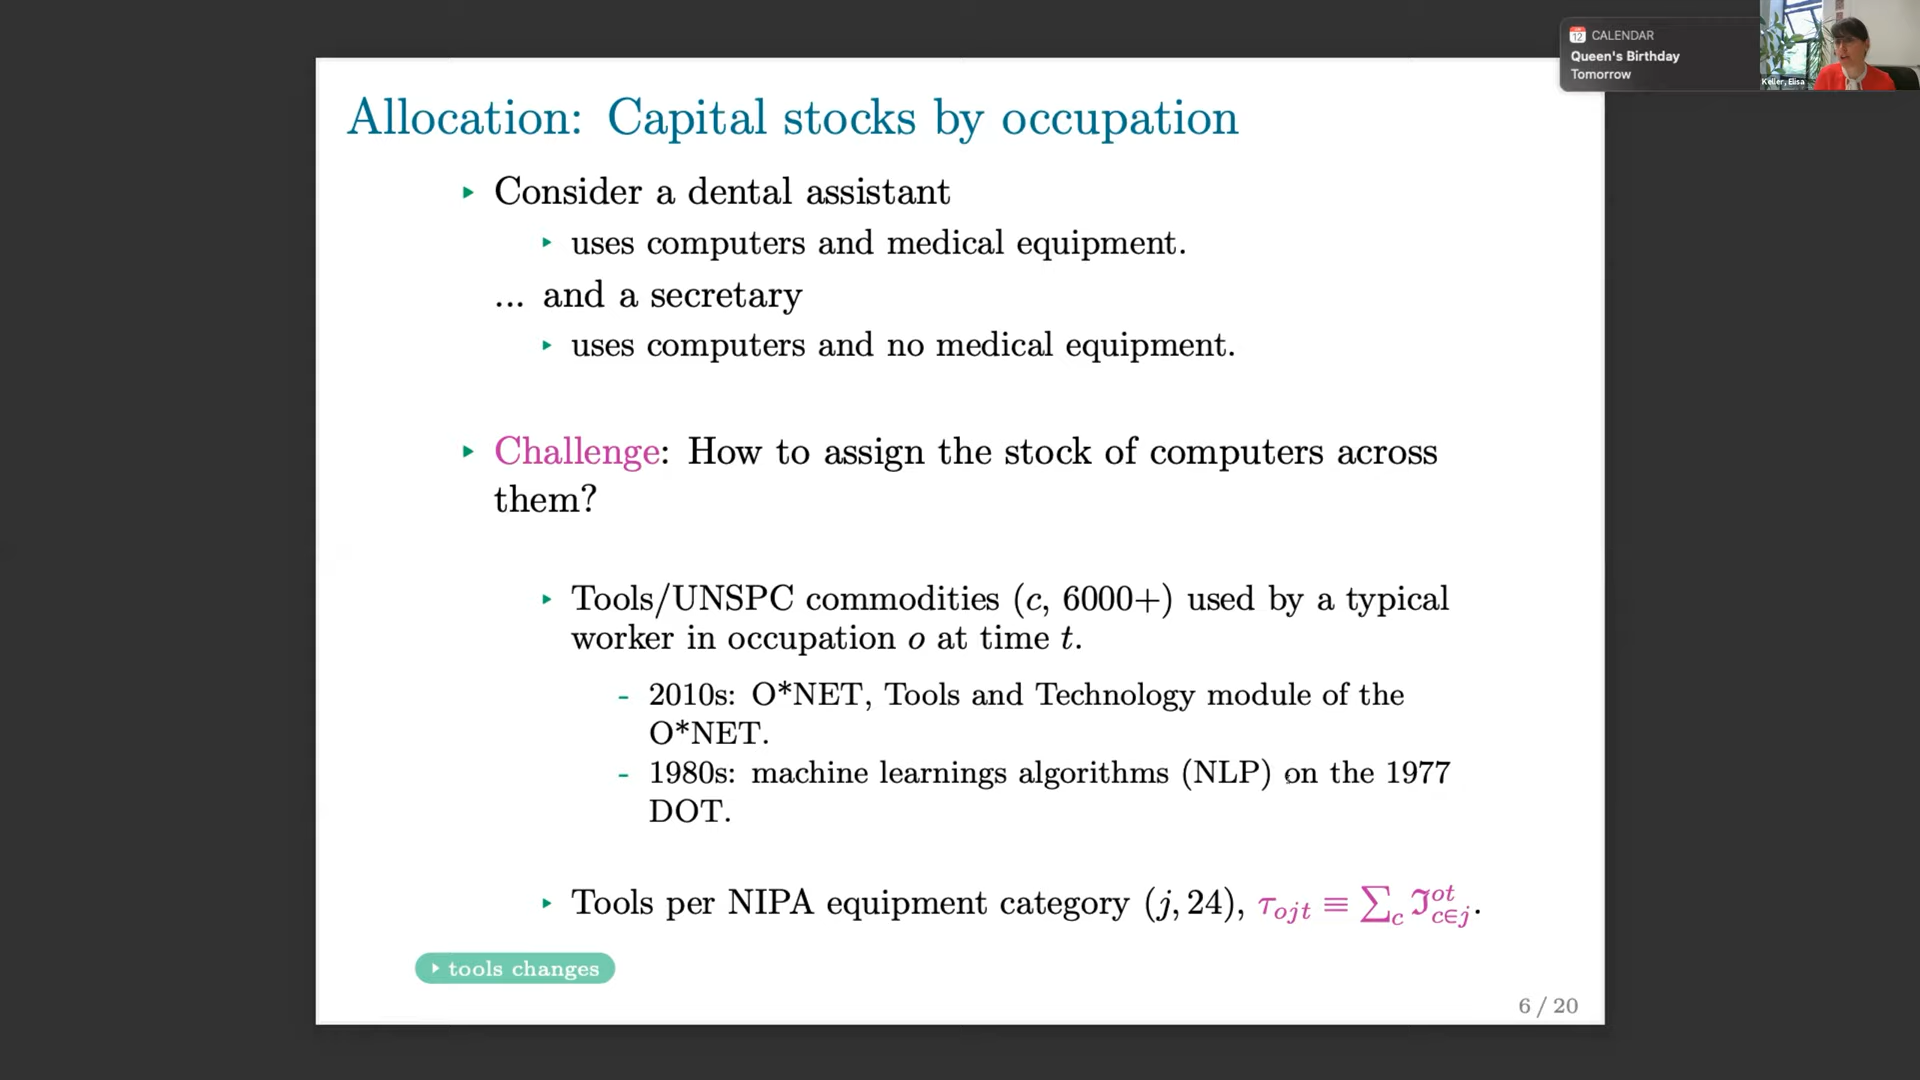 CALENDAR
12
Queen's Birthday
Tomorrow
Keller, Elisa
Allocation: Capital stocks by occupation
▸ Consider a dental assistant
▸ uses computers and medical equipment.
... and a secretary
▸ uses computers and no medical equipment.
▸ Challenge: How to assign the stock of computers across
them?
▸ Tools/UNSPC commodities (c, 6000+) used by a typical
worker in occupation o at time t.
- 2010s: O*NET, Tools and Technology module of the
O*NET.
- 1980s: machine learnings algorithms (NLP) on the 1977
DOT.
▸ Tools per NIPA equipment category (j, 24), τ_{ojt} ≡ ∑_c ℑ^{ot}_{c∈j}.
▸ tools changes
6 / 20